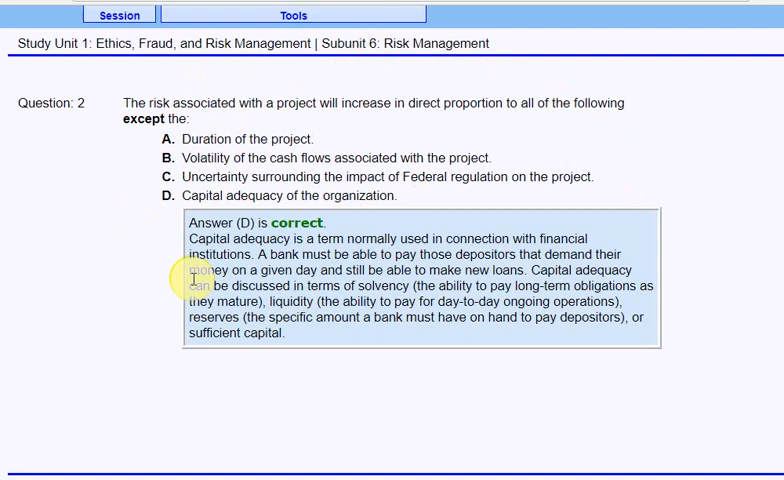 Session Tools
Study Unit 1: Ethics, Fraud, and Risk Management | Subunit 6: Risk Management
Question: 2 The risk associated with a project will increase in direct proportion to all of the following
except the:
A. Duration of the project.
B. Volatility of the cash flows associated with the project.
C. Uncertainty surrounding the impact of Federal regulation on the project.
D. Capital adequacy of the organization.
Answer (D) is correct.
Capital adequacy is a term normally used in connection with financial
institutions. A bank must be able to pay those depositors that demand their
money on a given day and still be able to make new loans. Capital adequacy
can be discussed in terms of solvency (the ability to pay long-term obligations as
they mature), liquidity (the ability to pay for day-to-day ongoing operations),
reserves (the specific amount a bank must have on hand to pay depositors), or
sufficient capital.